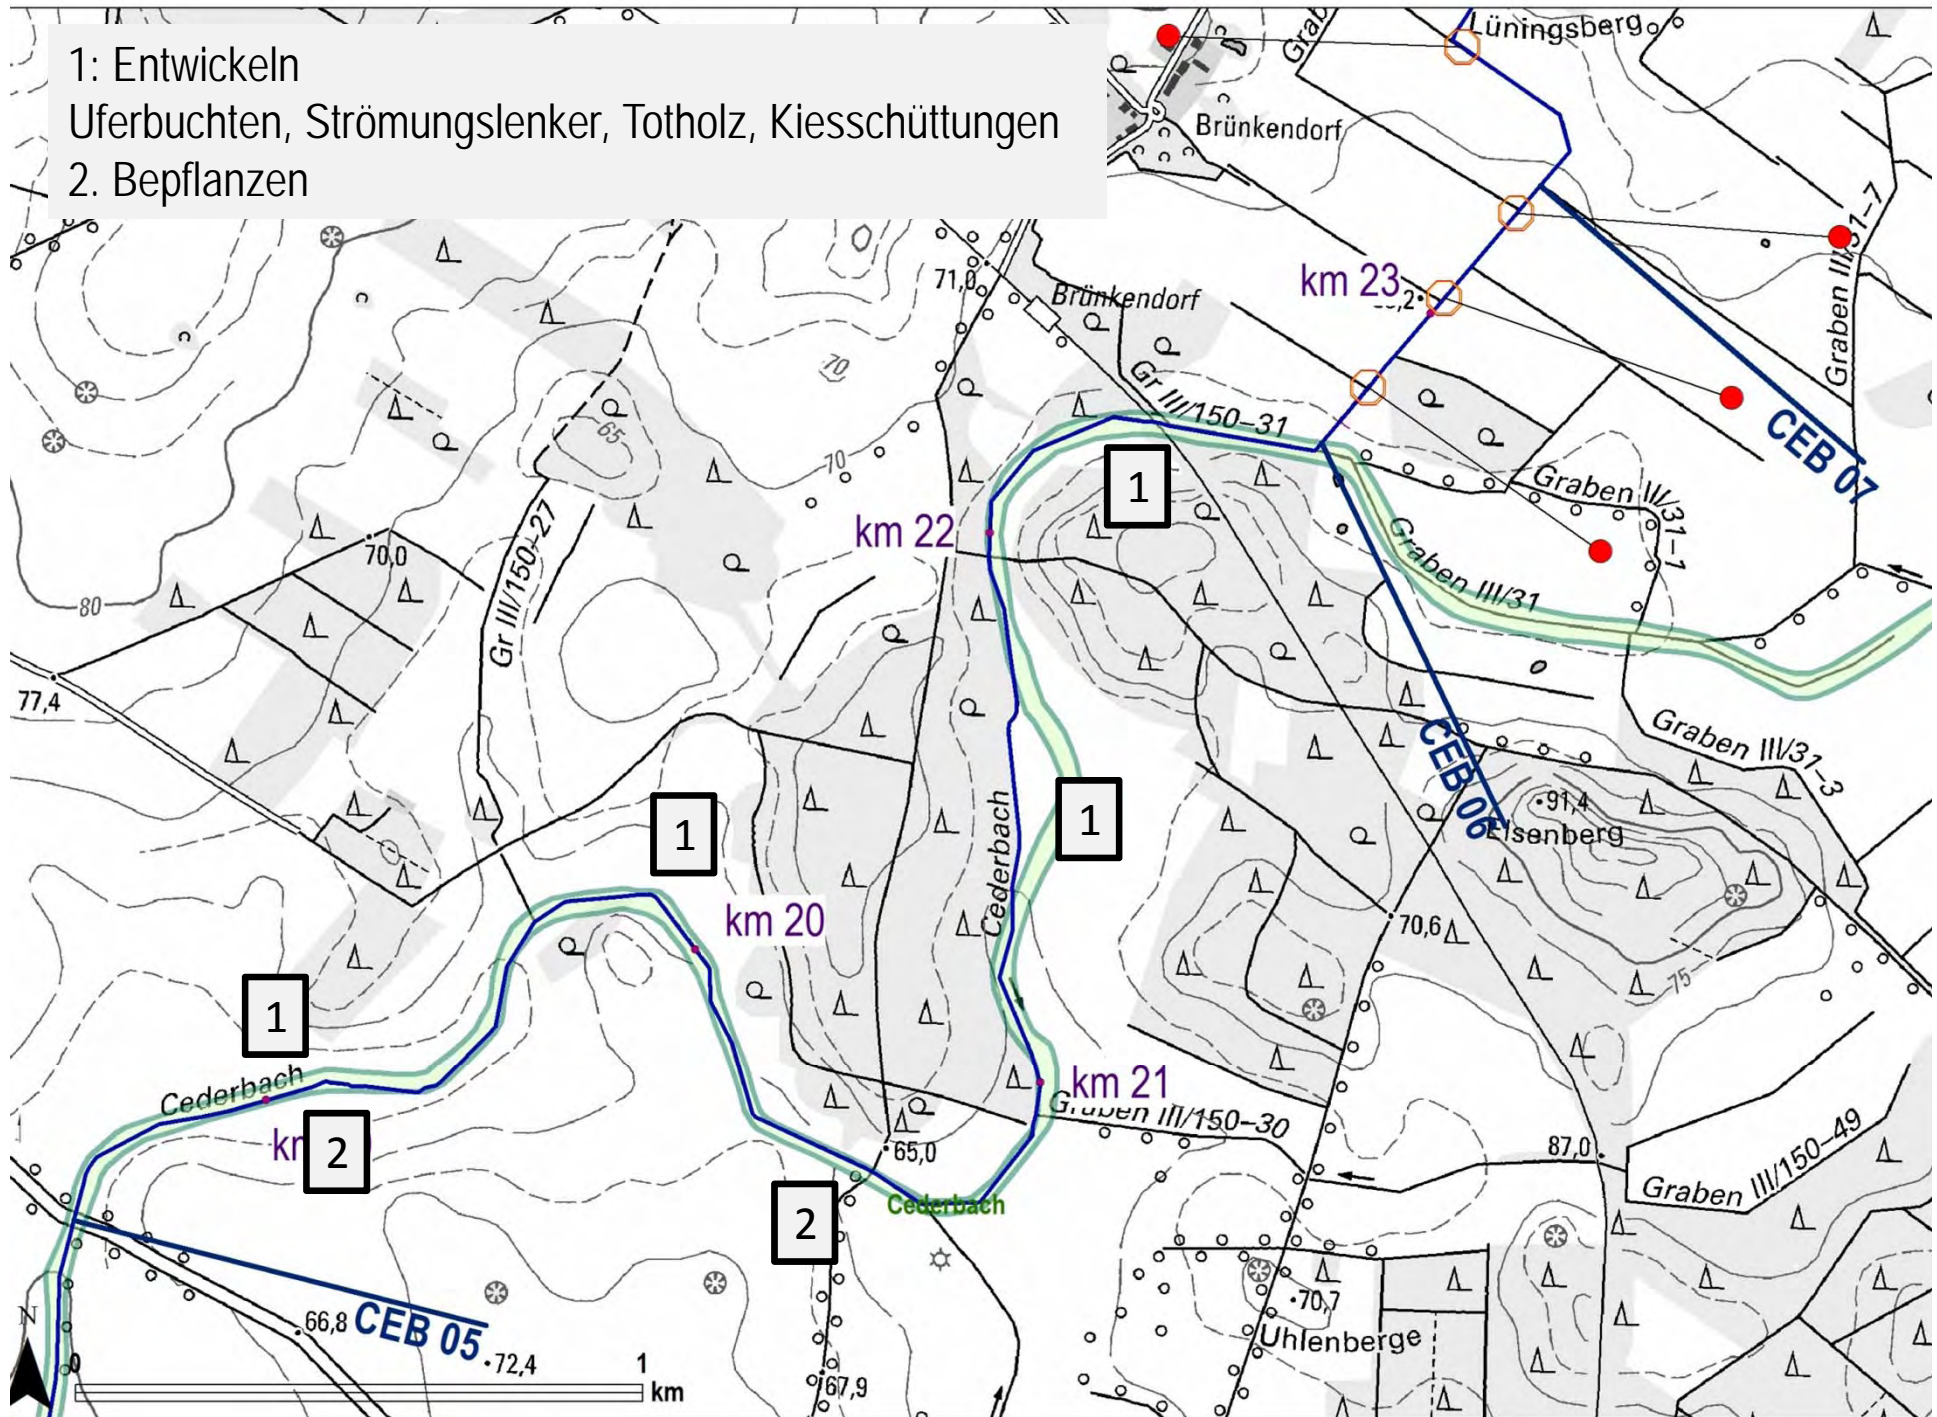 1: Entwickeln
Uferbuchten, Strömungslenker, Totholz, Kiesschüttungen
2. Bepflanzen
Lüningsberg
Brünkendorf
Graben III/31-7
71,0
Brünkendorf
km 23
70
Gr III/150-31
65
70
CEB 07
1
Graben III/31-1
km 22
Graben III/31
70,0
Gr III/150-27
80
77,4
Graben III/31-3
CEB 06
91,4
Elsenberg
1
1
Cederbach
km 20
70,6
75
1
Cederbach
km 21
Graben III/150-30
2
65,0
87,0
Graben III/150-49
2
Cederbach
70,7
Uhlenberge
66,8
CEB 05
72,4
67,9
N
0
1
km